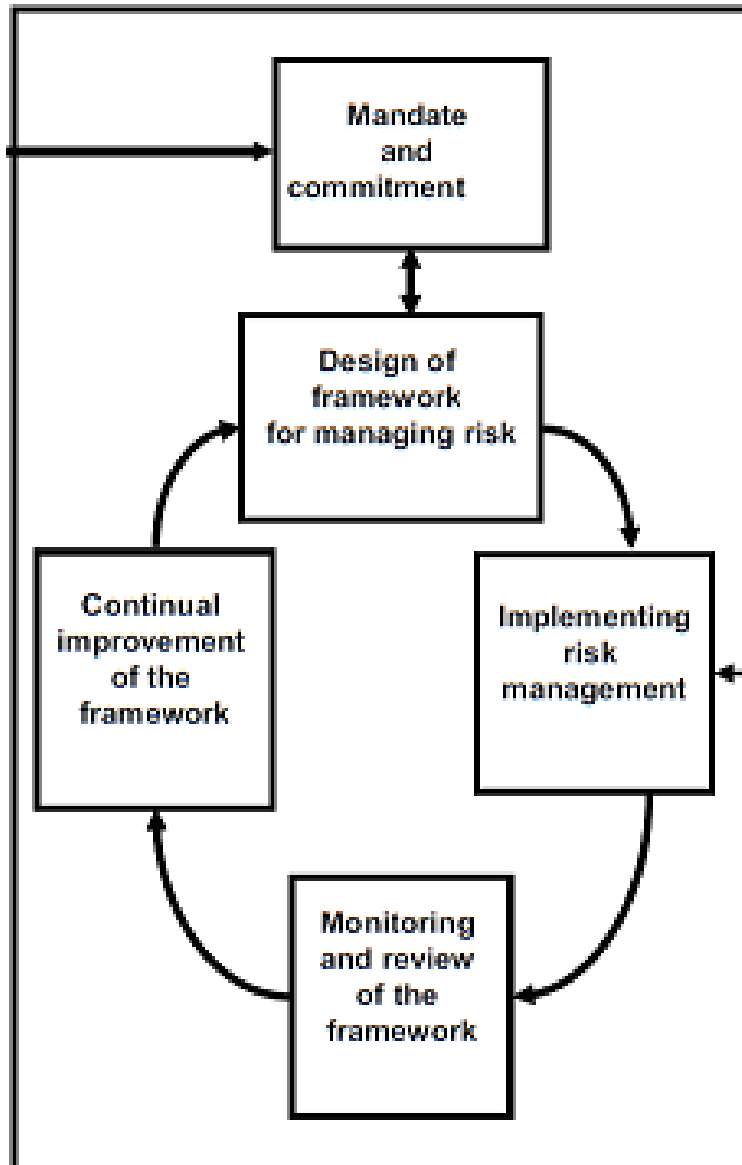 Mandate
and
commitment
Design of
framework
for managing risk
Continual
improvement
of the
framework
Implementing
risk
management
Monitoring
and review
of the
framework